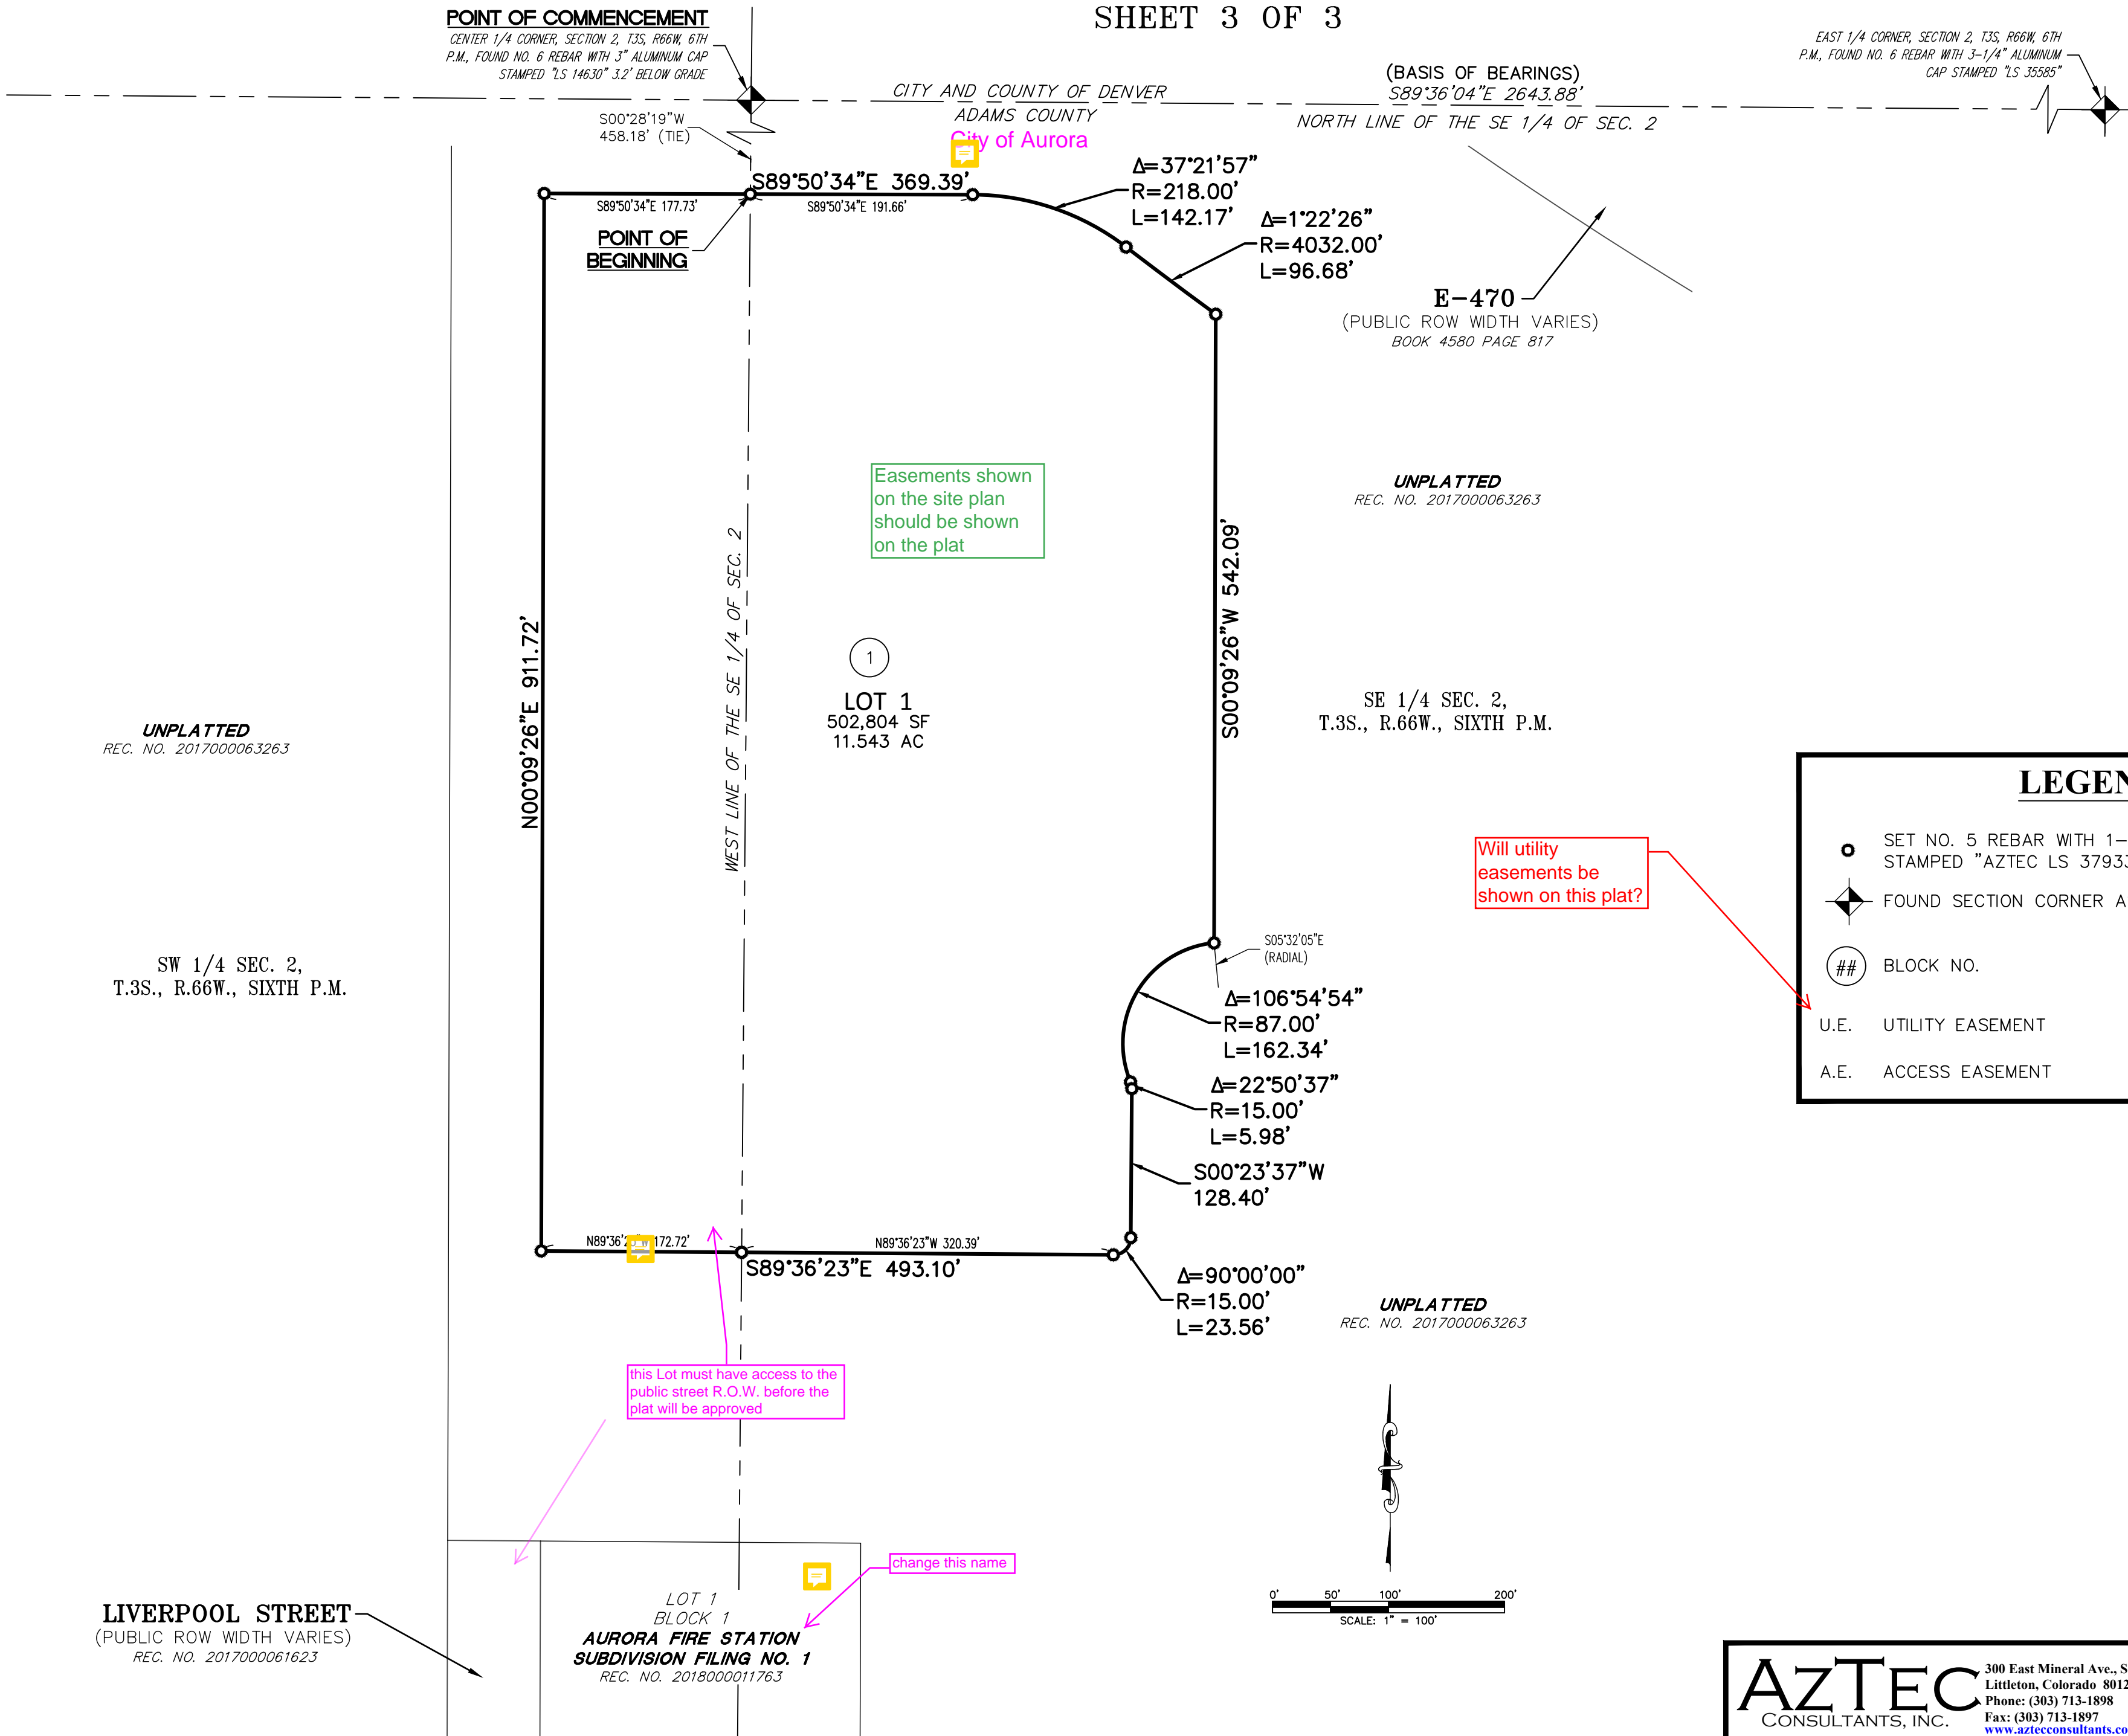 SHEET 3 OF 3
POINT OF COMMENCEMENT
CENTER 1/4 CORNER, SECTION 2, T3S, R66W, 6TH
P.M., FOUND NO. 6 REBAR WITH 3" ALUMINUM CAP
STAMPED "LS 14630" 3.2' BELOW GRADE
EAST 1/4 CORNER, SECTION 2, T3S, R66W, 6TH
P.M., FOUND NO. 6 REBAR WITH 3-1/4" ALUMINUM
CAP STAMPED "LS 35585"
(BASIS OF BEARINGS)
S89°36'04"E 2643.88'
CITY AND COUNTY OF DENVER
ADAMS COUNTY
City of Aurora
NORTH LINE OF THE SE 1/4 OF SEC. 2
S00°28'19"W
458.18' (TIE)
S89°50'34"E 369.39'
S89°50'34"E 177.73'
S89°50'34"E 191.66'
POINT OF
BEGINNING
Δ=37°21'57"
R=218.00'
L=142.17'
Δ=1°22'26"
R=4032.00'
L=96.68'
E-470
(PUBLIC ROW WIDTH VARIES)
BOOK 4580 PAGE 817
Easements shown
on the site plan
should be shown
on the plat
UNPLATTED
REC. NO. 2017000063263
S00°09'26"W 542.09'
WEST LINE OF THE SE 1/4 OF SEC. 2
N00°09'26"E 911.72'
1
LOT 1
502,804 SF
11.543 AC
SE 1/4 SEC. 2,
T.3S., R.66W., SIXTH P.M.
UNPLATTED
REC. NO. 2017000063263
SW 1/4 SEC. 2,
T.3S., R.66W., SIXTH P.M.
Will utility
easements be
shown on this plat?
LEGEN
SET NO. 5 REBAR WITH 1-
STAMPED "AZTEC LS 3793
FOUND SECTION CORNER A
## BLOCK NO.
U.E. UTILITY EASEMENT
A.E. ACCESS EASEMENT
S05°32'05"E
(RADIAL)
Δ=106°54'54"
R=87.00'
L=162.34'
Δ=22°50'37"
R=15.00'
L=5.98'
S00°23'37"W
128.40'
N89°36'23"W 172.72'
N89°36'23"W 320.39'
S89°36'23"E 493.10'
Δ=90°00'00"
R=15.00'
L=23.56'
UNPLATTED
REC. NO. 2017000063263
this Lot must have access to the
public street R.O.W. before the
plat will be approved
change this name
LOT 1
BLOCK 1
AURORA FIRE STATION
SUBDIVISION FILING NO. 1
REC. NO. 2018000011763
LIVERPOOL STREET
(PUBLIC ROW WIDTH VARIES)
REC. NO. 2017000061623
0' 50' 100' 200'
SCALE: 1" = 100'
AZTEC
CONSULTANTS, INC.
300 East Mineral Ave., S
Littleton, Colorado 8012
Phone: (303) 713-1898
Fax: (303) 713-1897
www.aztecconsultants.co